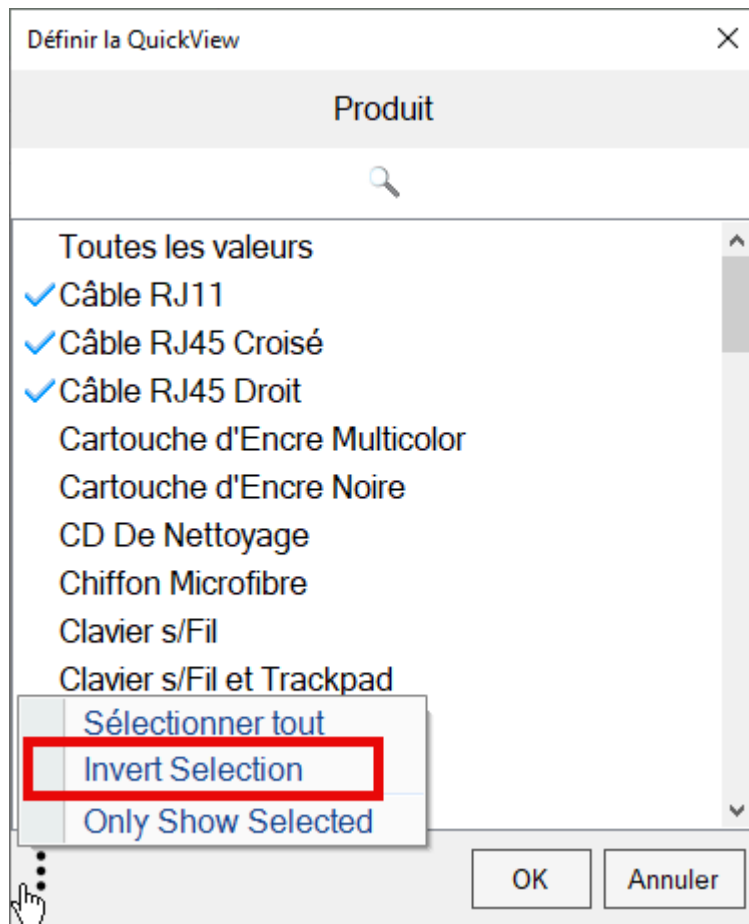 Définir la QuickView
Produit
Toutes les valeurs
Câble RJ11
Câble RJ45 Croisé
Câble RJ45 Droit
Cartouche d'Encre Multicolor
Cartouche d'Encre Noire
CD De Nettoyage
Chiffon Microfibre
Clavier s/Fil
Clavier s/Fil et Trackpad
Sélectionner tout
Invert Selection
Only Show Selected
OK Annuler